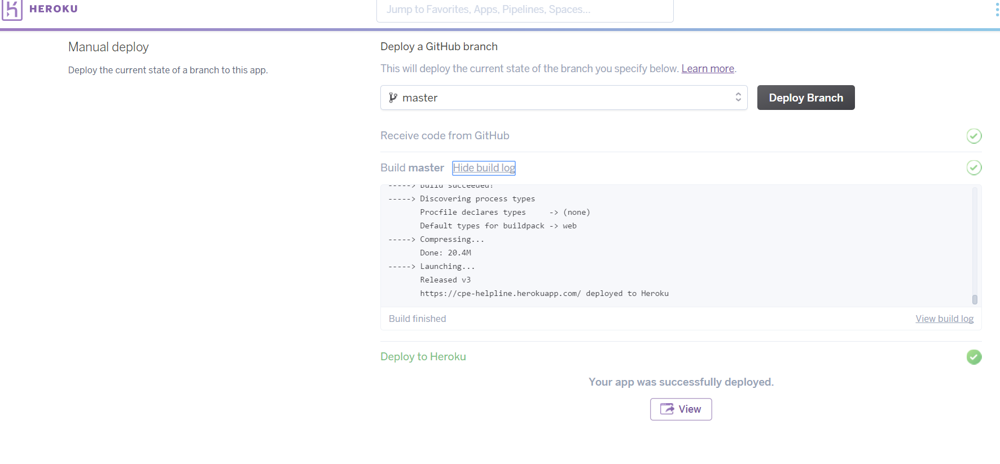 HEROKU
Jump to Favorites, Apps, Pipelines, Spaces...
Manual deploy
Deploy the current state of a branch to this app.
Deploy a GitHub branch
This will deploy the current state of the branch you specify below. Learn more.
master
Deploy Branch
Receive code from GitHub
Build master Hide build log
-----> Build succeeded!
-----> Discovering process types
Procfile declares types -> (none)
Default types for buildpack -> web
-----> Compressing...
Done: 20.4M
-----> Launching...
Released v3
https://cpe-helpline.herokuapp.com/ deployed to Heroku
Build finished
View build log
Deploy to Heroku
Your app was successfully deployed.
View